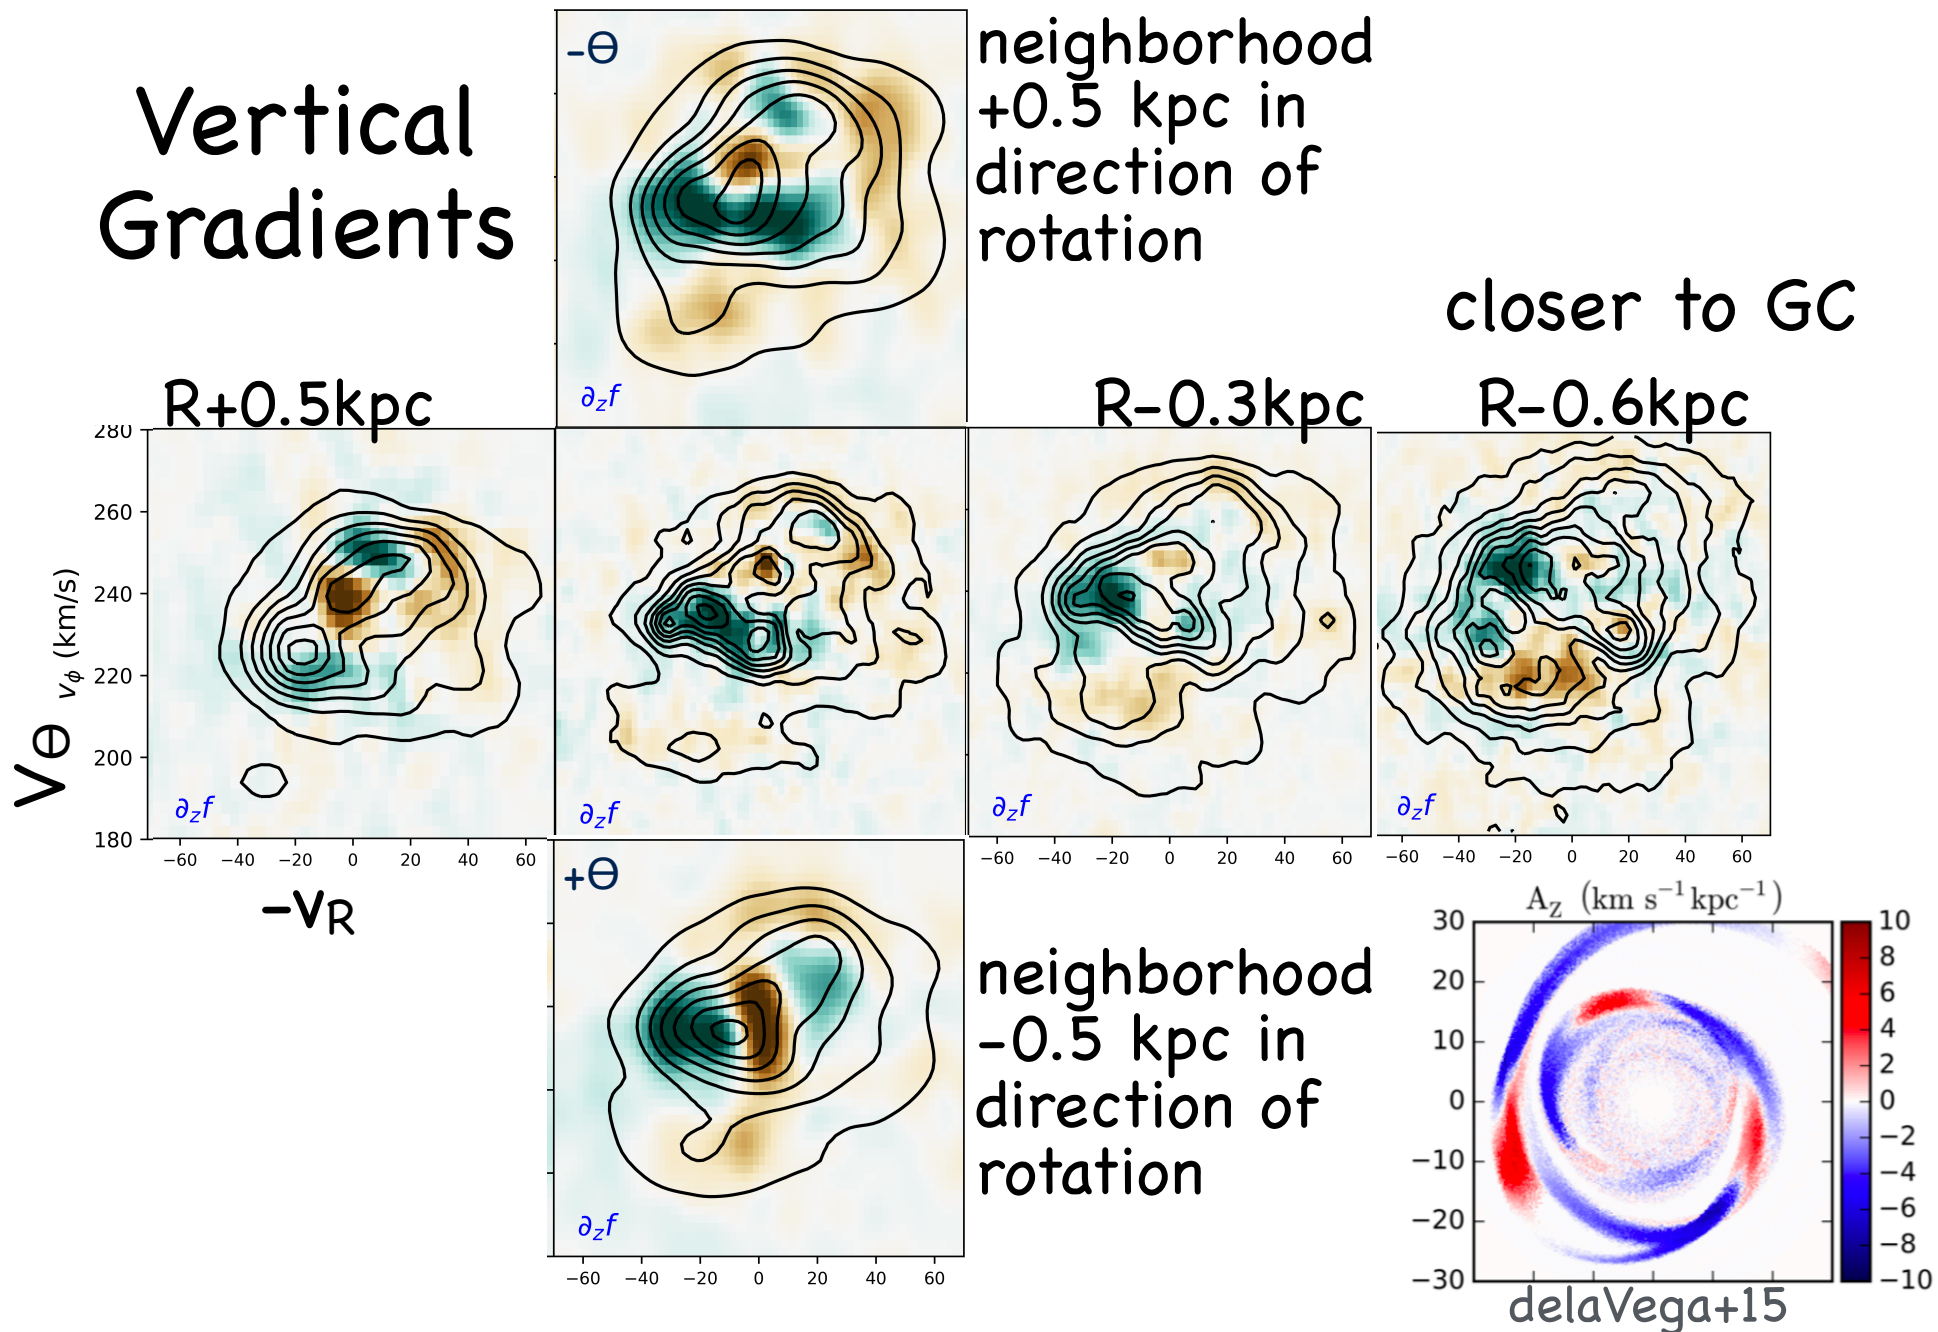 Vertical
Gradients
-Θ
∂zf
neighborhood
+0.5 kpc in
direction of
rotation
closer to GC
R+0.5kpc
R-0.3kpc
R-0.6kpc
Vθ
vϕ (km/s)
280
260
240
220
200
180
∂zf
∂zf
∂zf
∂zf
−60 −40 −20 0 20 40 60
−60 −40 −20 0 20 40 60
−60 −40 −20 0 20 40 60
-vR
+Θ
∂zf
−60 −40 −20 0 20 40 60
neighborhood
-0.5 kpc in
direction of
rotation
A_Z (km s⁻¹ kpc⁻¹)
30
20
10
0
−10
−20
−30
10
8
6
4
2
0
−2
−4
−6
−8
−10
delaVega+15